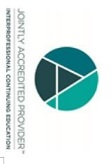 JOINTLY ACCREDITED PROVIDER™
INTERPROFESSIONAL CONTINUING EDUCATION